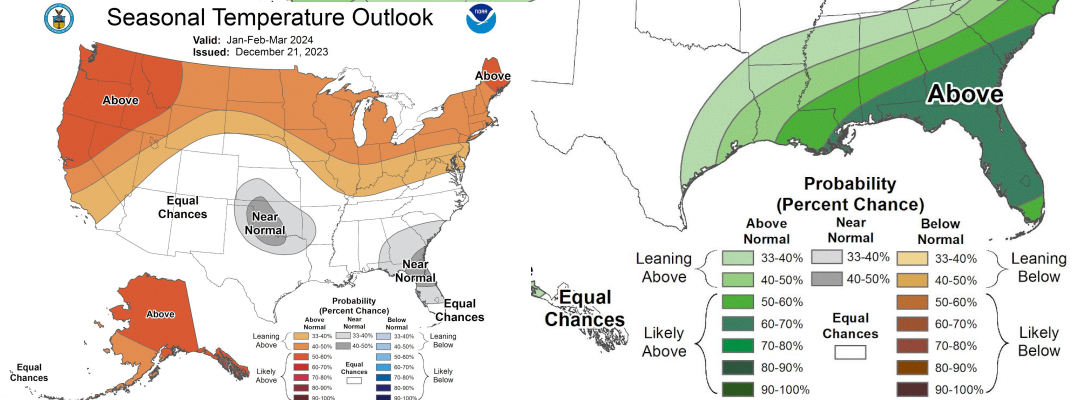 Seasonal Temperature Outlook
NOAA
Valid: Jan-Feb-Mar 2024
Issued: December 21, 2023
Above
Above
Equal
Chances
Near
Normal
Near
Normal
Equal
Chances
Above
Equal
Chances
Probability
(Percent Chance)
Above
Normal
Near
Normal
Below
Normal
Leaning
Above
33-40%
33-40%
33-40%
Leaning
Below
40-50%
40-50%
40-50%
Likely
Above
50-60%
50-60%
60-70%
Equal
Chances
60-70%
70-80%
70-80%
80-90%
80-90%
90-100%
90-100%
Likely
Below
Above
Equal
Chances
Probability
(Percent Chance)
Above
Normal
Near
Normal
Below
Normal
Leaning
Above
33-40%
33-40%
33-40%
Leaning
Below
40-50%
40-50%
40-50%
Likely
Above
50-60%
50-60%
60-70%
Equal
Chances
60-70%
70-80%
70-80%
80-90%
80-90%
90-100%
90-100%
Likely
Below